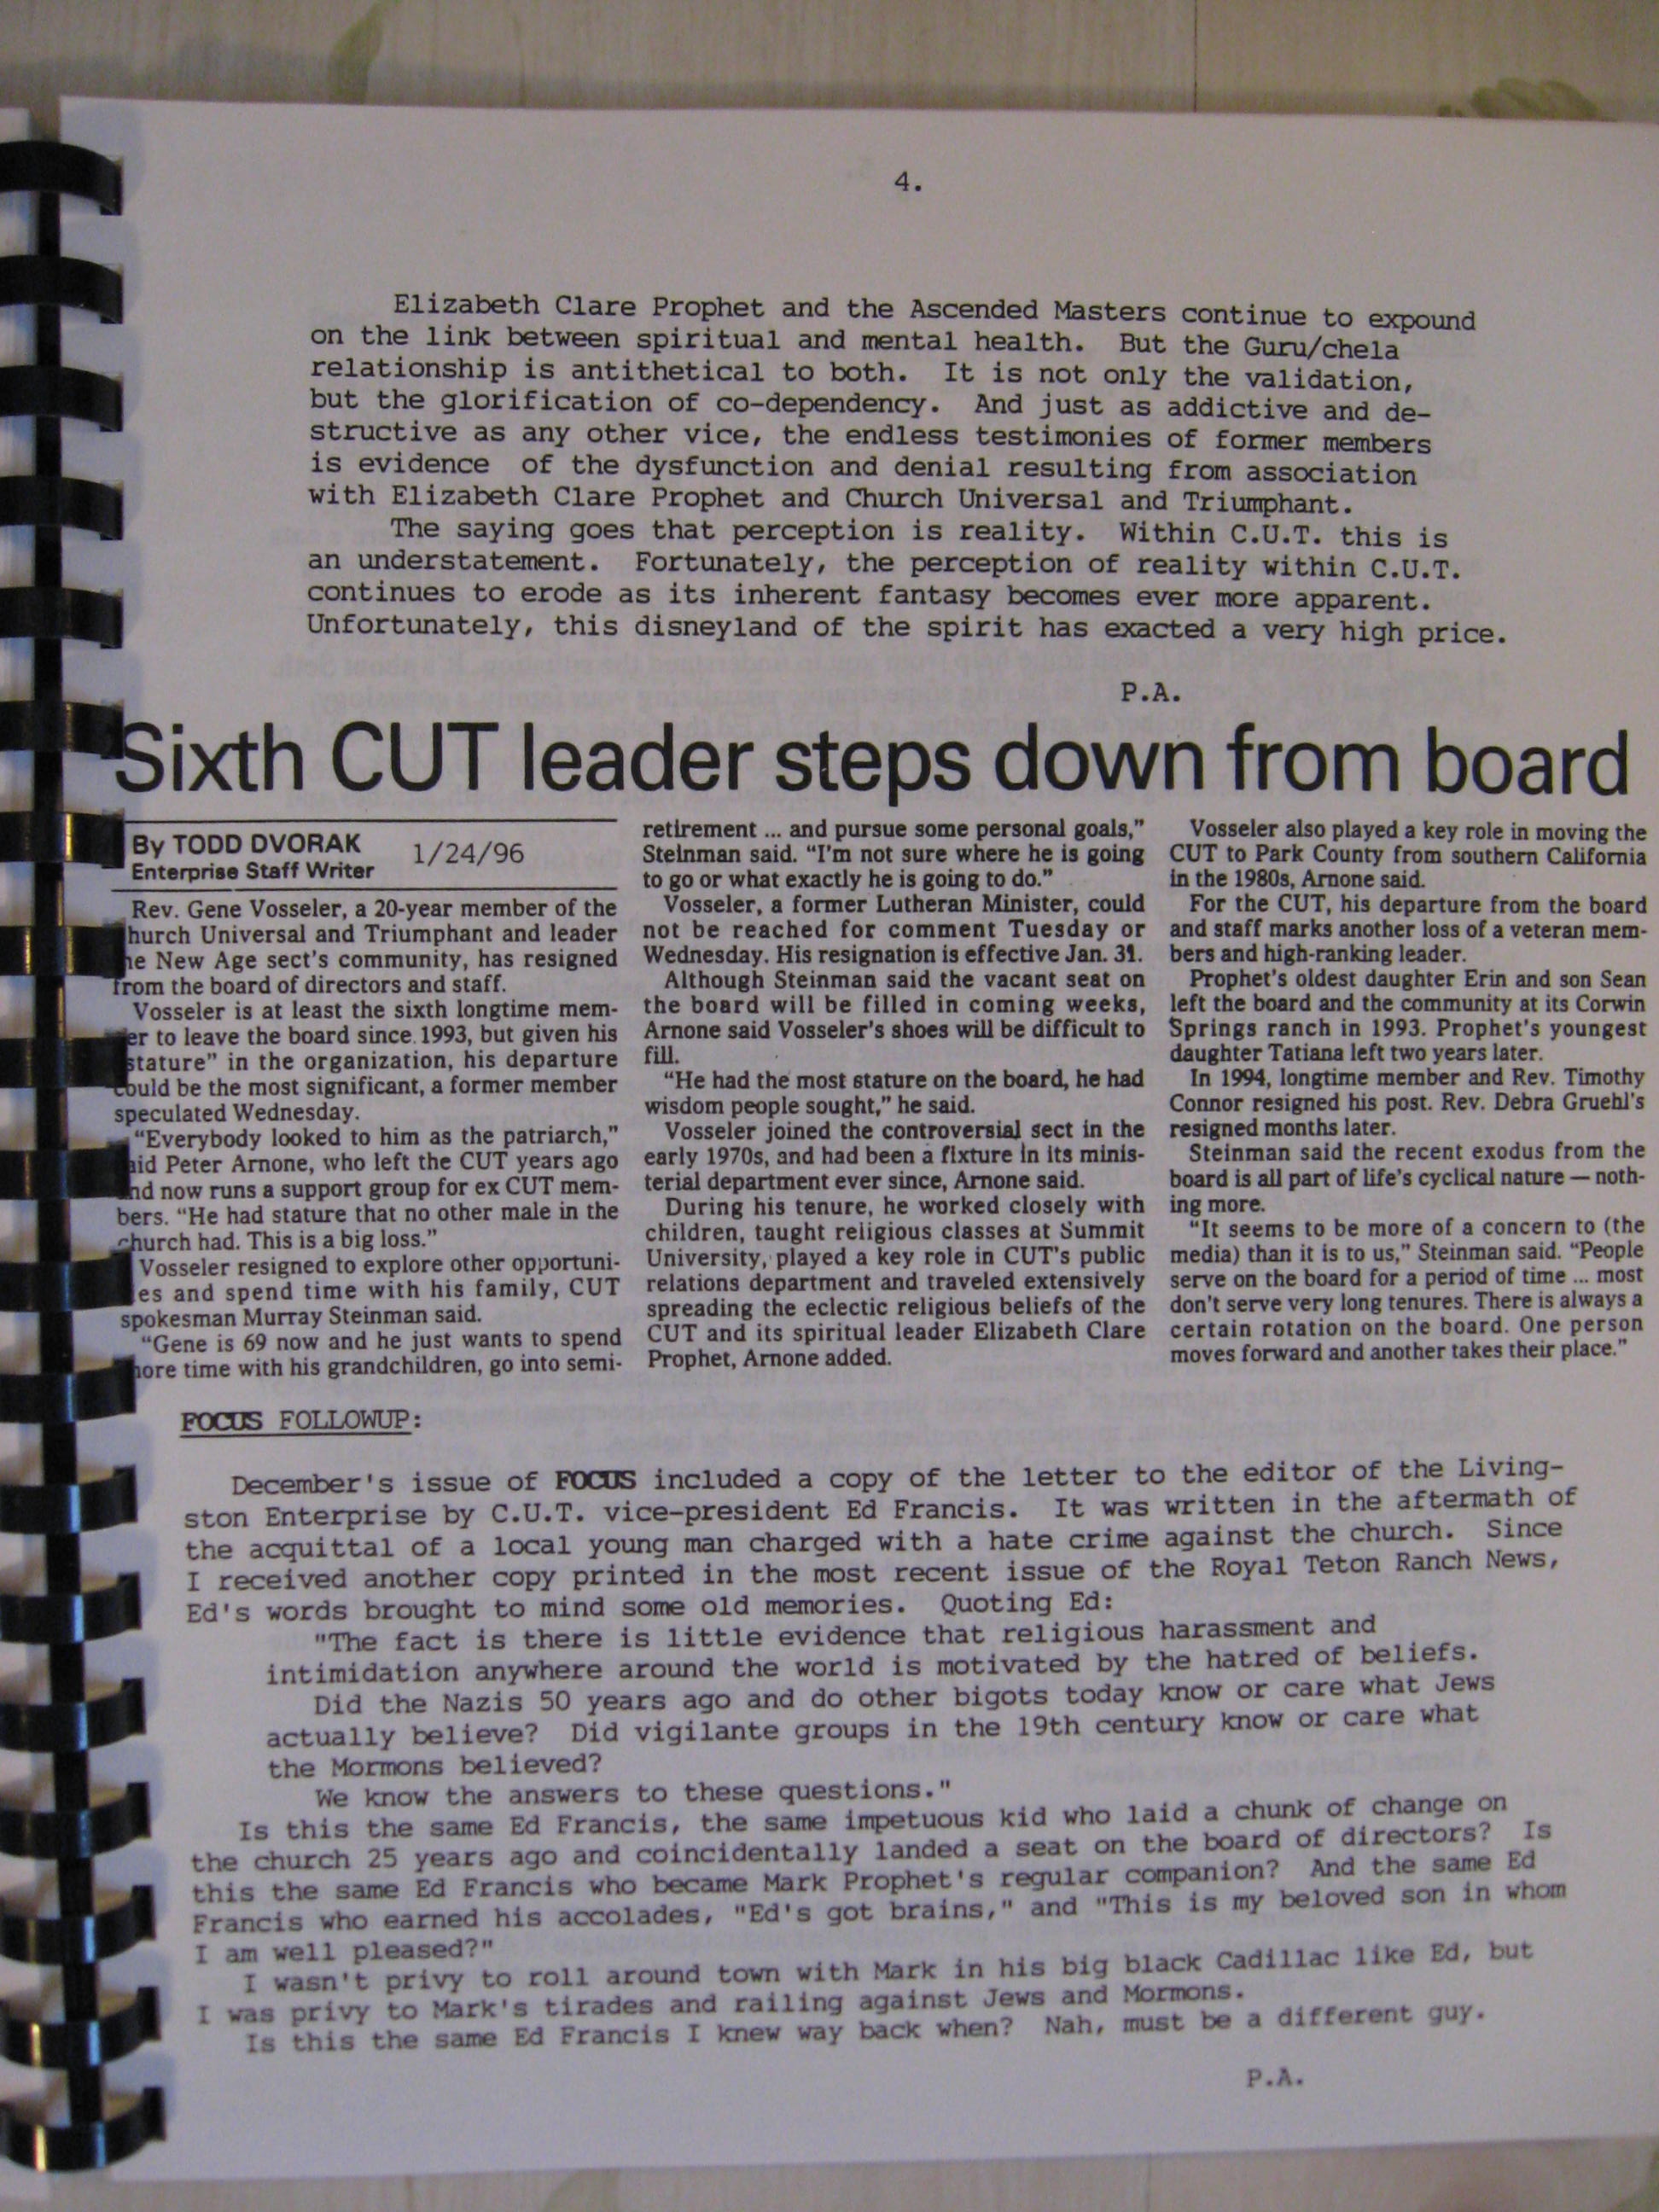 4.
Elizabeth Clare Prophet and the Ascended Masters continue to expound
on the link between spiritual and mental health. But the Guru/chela
relationship is antithetical to both. It is not only the validation,
but the glorification of co-dependency. And just as addictive and de-
structive as any other vice, the endless testimonies of former members
is evidence of the dysfunction and denial resulting from association
with Elizabeth Clare Prophet and Church Universal and Triumphant.
The saying goes that perception is reality. Within C.U.T. this is
an understatement. Fortunately, the perception of reality within C.U.T.
continues to erode as its inherent fantasy becomes ever more apparent.
Unfortunately, this disneyland of the spirit has exacted a very high price.
P.A.
Sixth CUT leader steps down from board
By TODD DVORAK
Enterprise Staff Writer
1/24/96
Rev. Gene Vosseler, a 20-year member of the
hurch Universal and Triumphant and leader
he New Age sect's community, has resigned
from the board of directors and staff.
Vosseler is at least the sixth longtime mem-
er to leave the board since 1993, but given his
stature" in the organization, his departure
could be the most significant, a former member
speculated Wednesday.
"Everybody looked to him as the patriarch,"
aid Peter Arnone, who left the CUT years ago
nd now runs a support group for ex CUT mem-
bers. "He had stature that no other male in the
church had. This is a big loss."
Vosseler resigned to explore other opportuni-
es and spend time with his family, CUT
spokesman Murray Steinman said.
"Gene is 69 now and he just wants to spend
more time with his grandchildren, go into semi-
retirement ... and pursue some personal goals,"
Steinman said. "I'm not sure where he is going
to go or what exactly he is going to do."
Vosseler, a former Lutheran Minister, could
not be reached for comment Tuesday or
Wednesday. His resignation is effective Jan. 31.
Although Steinman said the vacant seat on
the board will be filled in coming weeks,
Arnone said Vosseler's shoes will be difficult to
fill.
"He had the most stature on the board, he had
wisdom people sought," he said.
Vosseler joined the controversial sect in the
early 1970s, and had been a fixture in its minis-
terial department ever since, Arnone said.
During his tenure, he worked closely with
children, taught religious classes at Summit
University, played a key role in CUT's public
relations department and traveled extensively
spreading the eclectic religious beliefs of the
CUT and its spiritual leader Elizabeth Clare
Prophet, Arnone added.
Vosseler also played a key role in moving the
CUT to Park County from southern California
in the 1980s, Arnone said.
For the CUT, his departure from the board
and staff marks another loss of a veteran mem-
bers and high-ranking leader.
Prophet's oldest daughter Erin and son Sean
left the board and the community at its Corwin
Springs ranch in 1993. Prophet's youngest
daughter Tatiana left two years later.
In 1994, longtime member and Rev. Timothy
Connor resigned his post. Rev. Debra Gruehl's
resigned months later.
Steinman said the recent exodus from the
board is all part of life's cyclical nature — noth-
ing more.
"It seems to be more of a concern to (the
media) than it is to us," Steinman said. "People
serve on the board for a period of time ... most
don't serve very long tenures. There is always a
certain rotation on the board. One person
moves forward and another takes their place."
FOCUS FOLLOWUP:
December's issue of FOCUS included a copy of the letter to the editor of the Living-
ston Enterprise by C.U.T. vice-president Ed Francis. It was written in the aftermath of
the acquittal of a local young man charged with a hate crime against the church. Since
I received another copy printed in the most recent issue of the Royal Teton Ranch News,
Ed's words brought to mind some old memories. Quoting Ed:
"The fact is there is little evidence that religious harassment and
intimidation anywhere around the world is motivated by the hatred of beliefs.
Did the Nazis 50 years ago and do other bigots today know or care what Jews
actually believe? Did vigilante groups in the 19th century know or care what
the Mormons believed?
We know the answers to these questions."
Is this the same Ed Francis, the same impetuous kid who laid a chunk of change on
the church 25 years ago and coincidentally landed a seat on the board of directors? Is
this the same Ed Francis who became Mark Prophet's regular companion? And the same Ed
Francis who earned his accolades, "Ed's got brains," and "This is my beloved son in whom
I am well pleased?"
I wasn't privy to roll around town with Mark in his big black Cadillac like Ed, but
I was privy to Mark's tirades and railing against Jews and Mormons.
Is this the same Ed Francis I knew way back when? Nah, must be a different guy.
P.A.